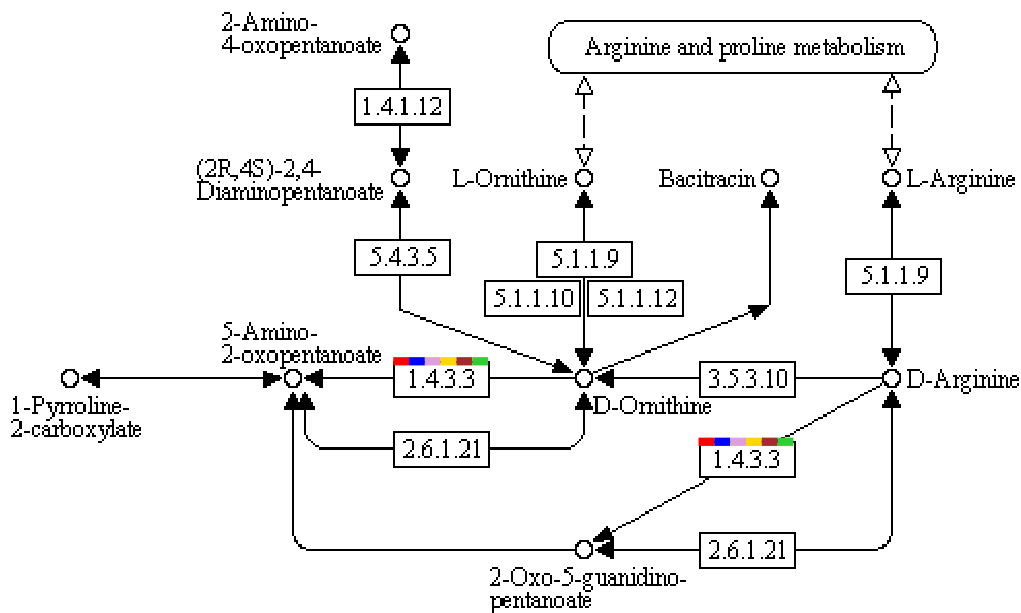 2-Amino-
4-oxopentanoate
Arginine and proline metabolism
1.4.1.12
(2R,4S)-2,4-
Diaminopentanoate
L-Ornithine
Bacitracin
L-Arginine
5.4.3.5
5.1.1.9
5.1.1.9
5.1.1.10
5.1.1.12
5-Amino-
2-oxopentanoate
1.4.3.3
3.5.3.10
D-Arginine
D-Ornithine
1-Pyrroline-
2-carboxylate
2.6.1.21
1.4.3.3
2.6.1.21
2-Oxo-5-guanidino-
pentanoate